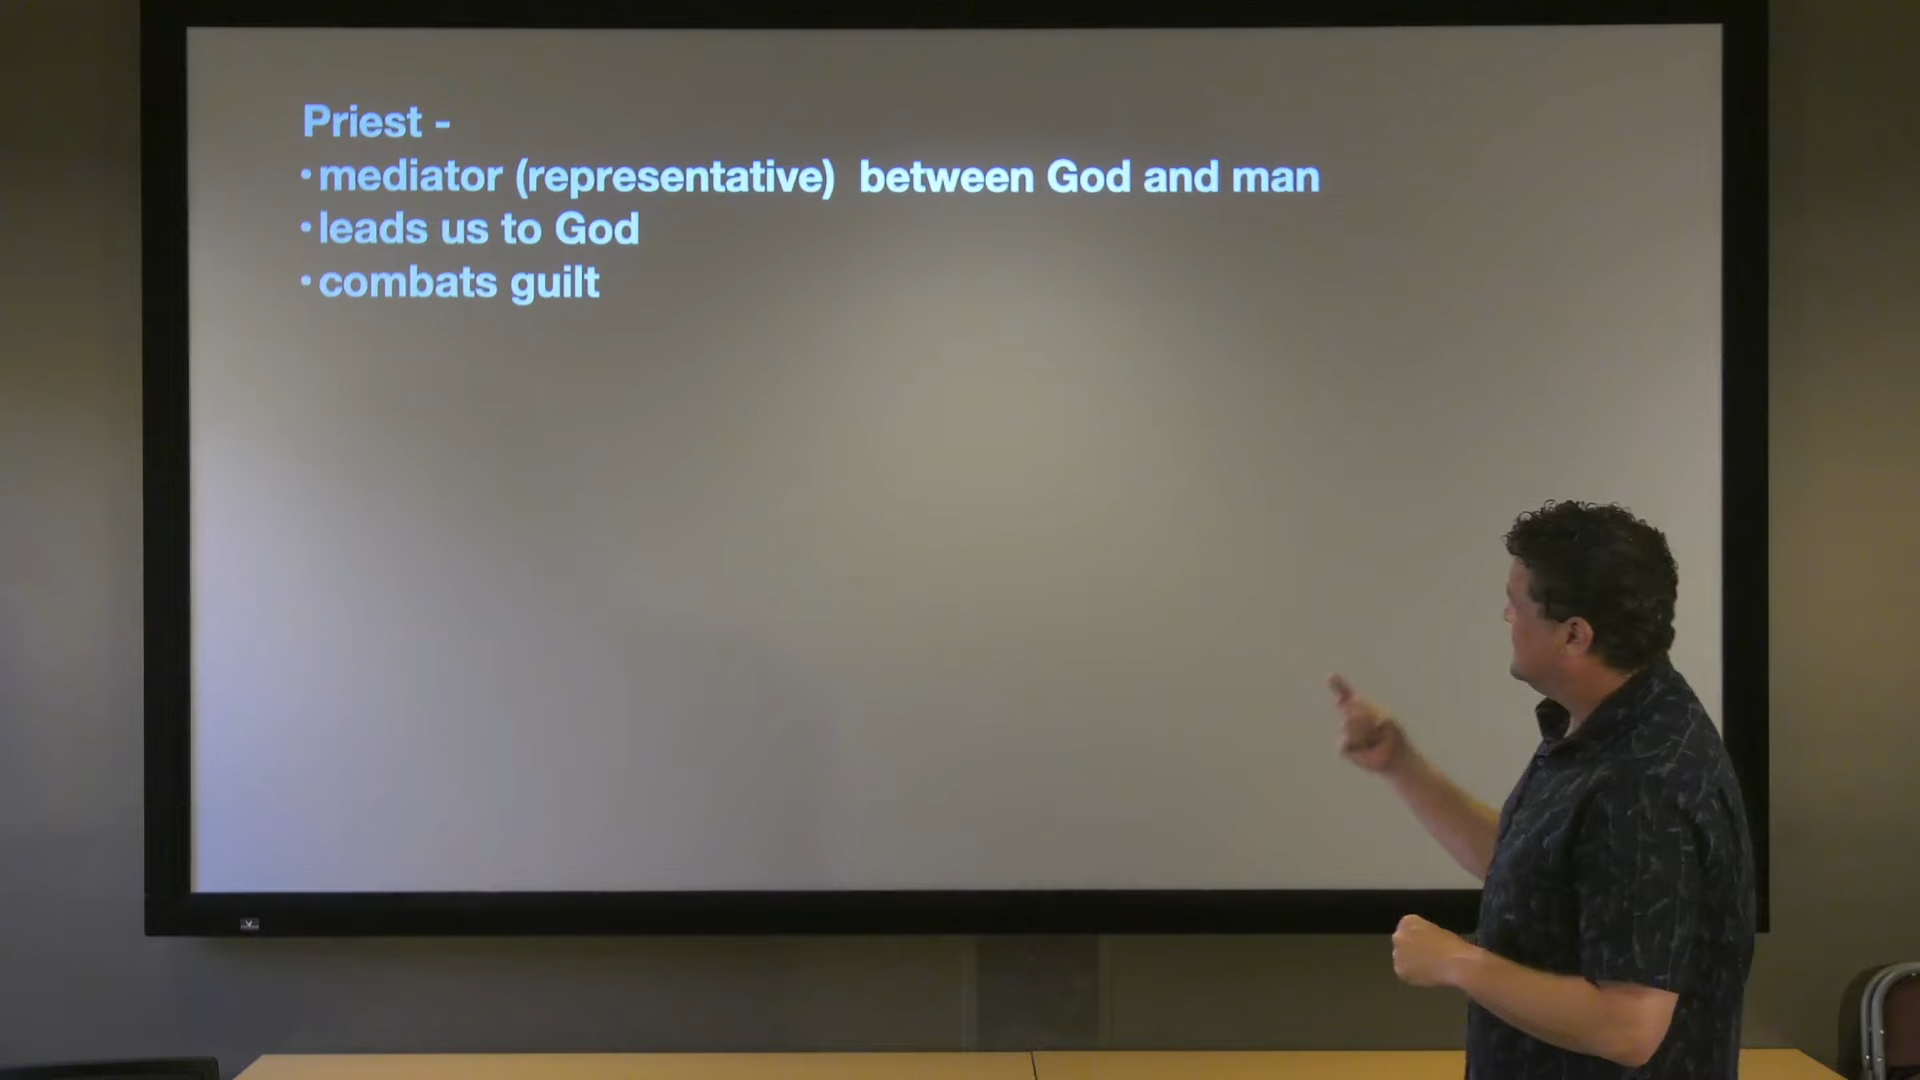 Priest -
•mediator (representative)  between God and man
•leads us to God
•combats guilt